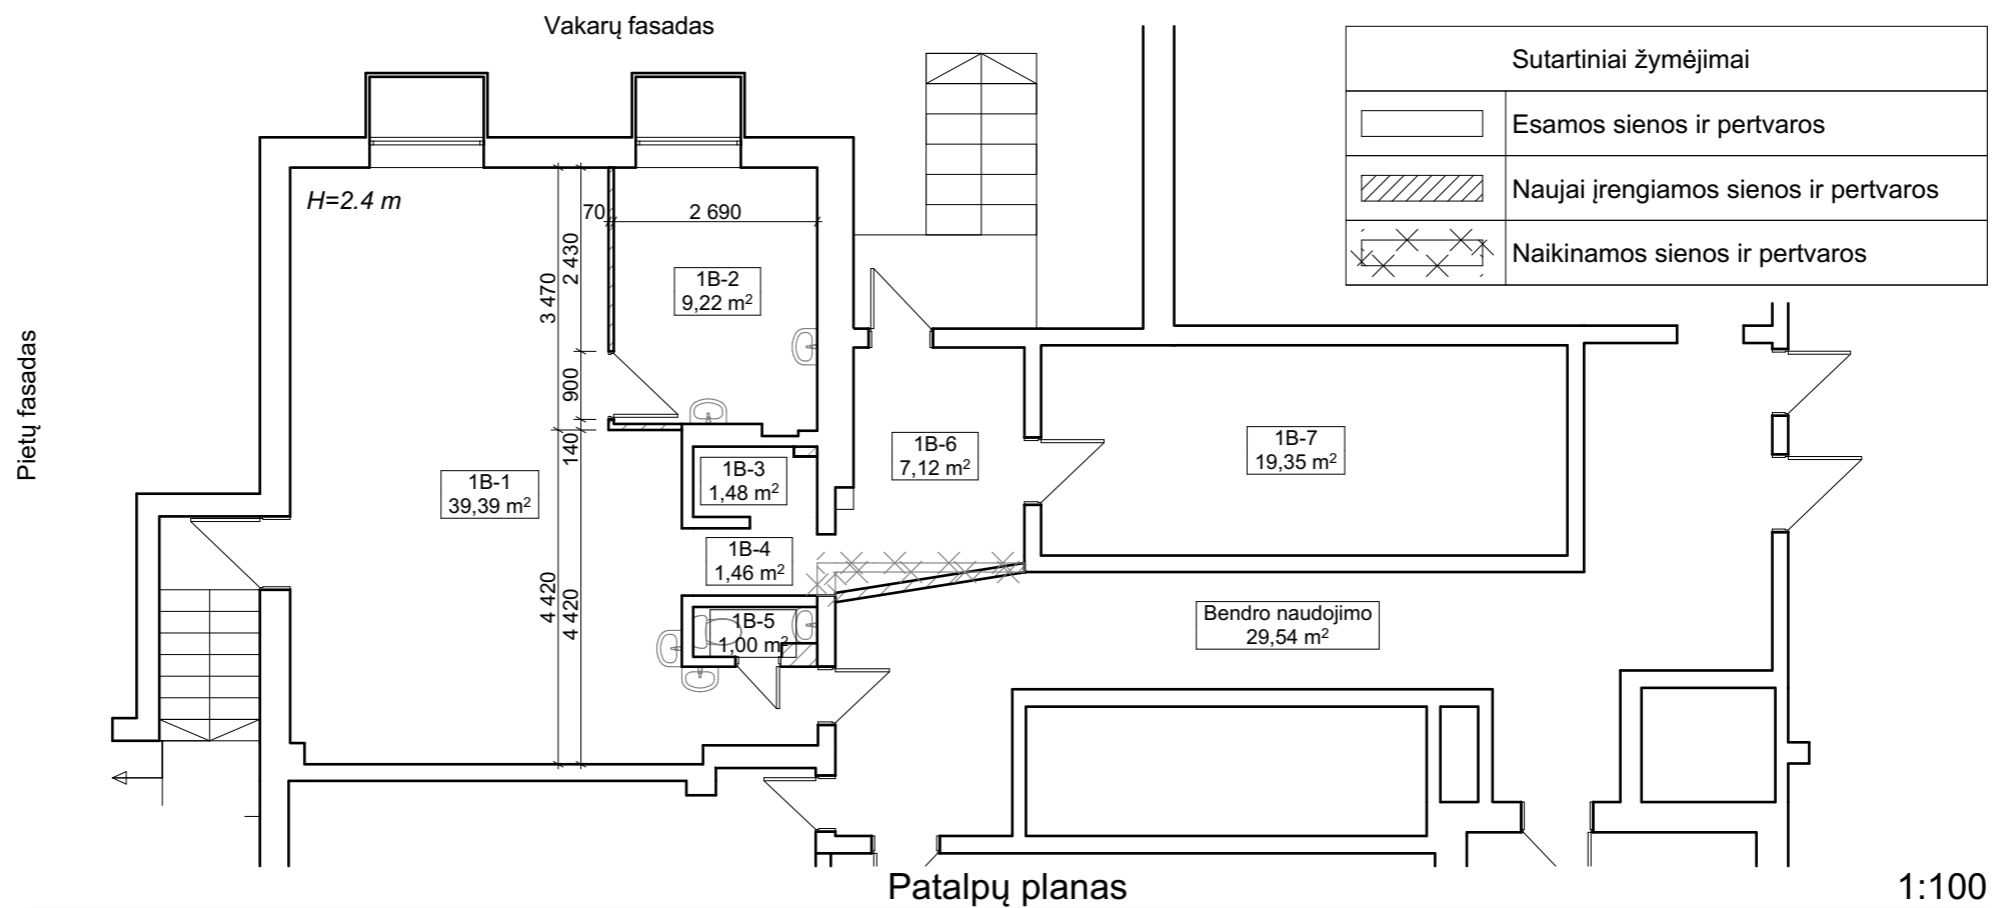 Vakarų fasadas
Sutartiniai žymėjimai
Esamos sienos ir pertvaros
Naujai įrengiamos sienos ir pertvaros
Naikinamos sienos ir pertvaros
Pietų fasadas
H=2.4 m
70
2 690
2 430
3 470
900
140
4 420
4 420
1B-2
9,22 m²
1B-1
39,39 m²
1B-3
1,48 m²
1B-4
1,46 m²
1B-5
1,00 m²
1B-6
7,12 m²
1B-7
19,35 m²
Bendro naudojimo
29,54 m²
Patalpų planas
1:100